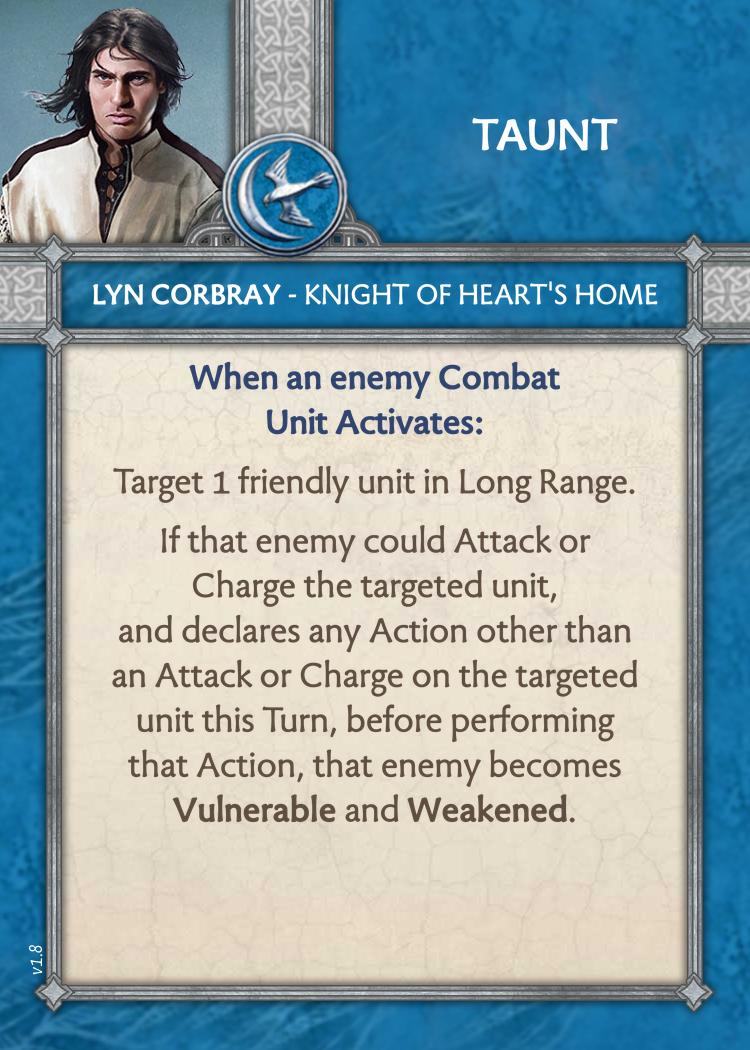 TAUNT
LYN CORBRAY - KNIGHT OF HEART'S HOME
When an enemy Combat
Unit Activates:
Target 1 friendly unit in Long Range.
If that enemy could Attack or
Charge the targeted unit,
and declares any Action other than
an Attack or Charge on the targeted
unit this Turn, before performing
that Action, that enemy becomes
Vulnerable and Weakened.
v1.8